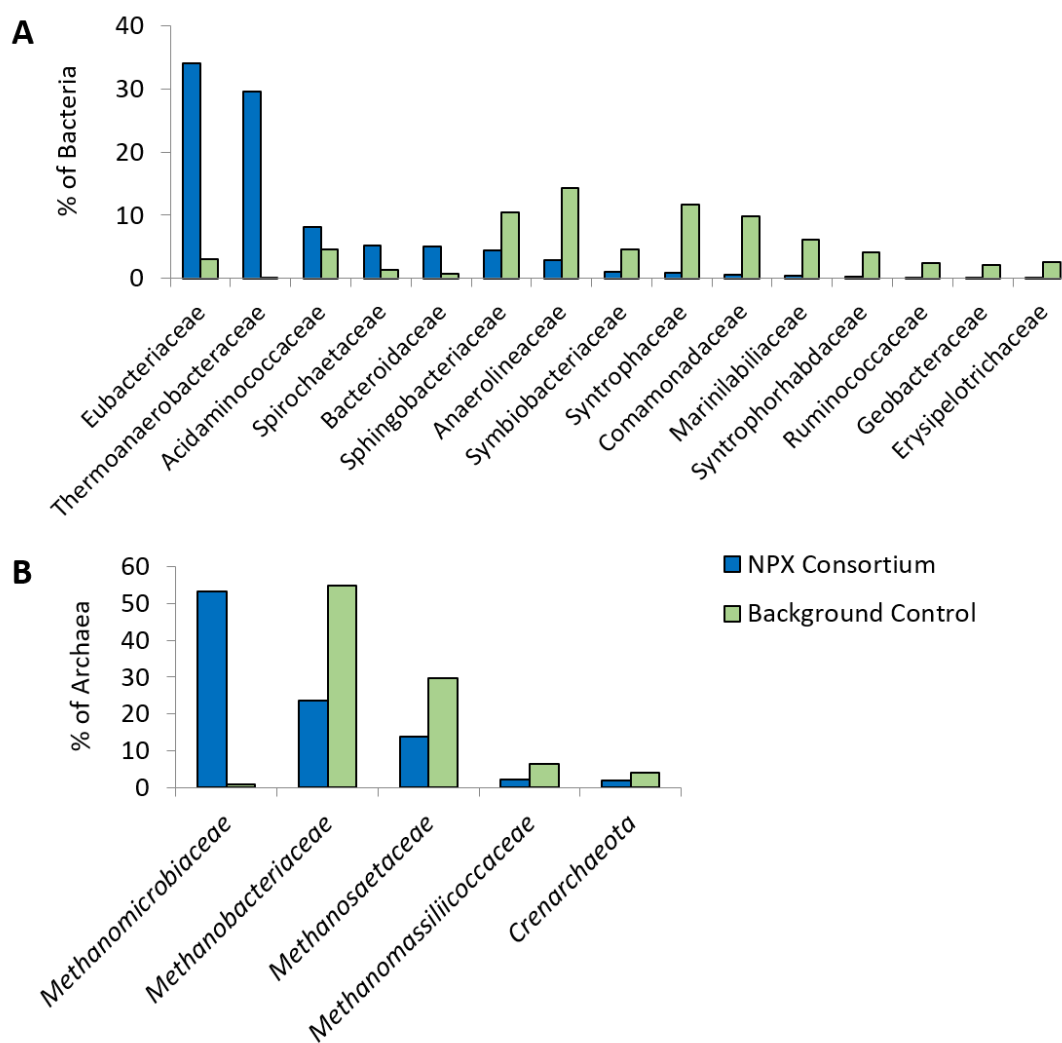 A
% of Bacteria
40
30
20
10
0
Eubacteriaceae
Thermoanaerobacteraceae
Acidaminococcaceae
Spirochaetaceae
Bacteroidaceae
Sphingobacteriaceae
Anaerolineaceae
Symbiobacteriaceae
Syntrophaceae
Comamonadaceae
Marinilabiliaceae
Syntrophorhabdaceae
Ruminococcaceae
Geobacteraceae
Erysipelotrichaceae
B
% of Archaea
60
50
40
30
20
10
0
Methanomicrobiaceae
Methanobacteriaceae
Methanosaetaceae
Methanomassiliicoccaceae
Crenarchaeota
NPX Consortium
Background Control